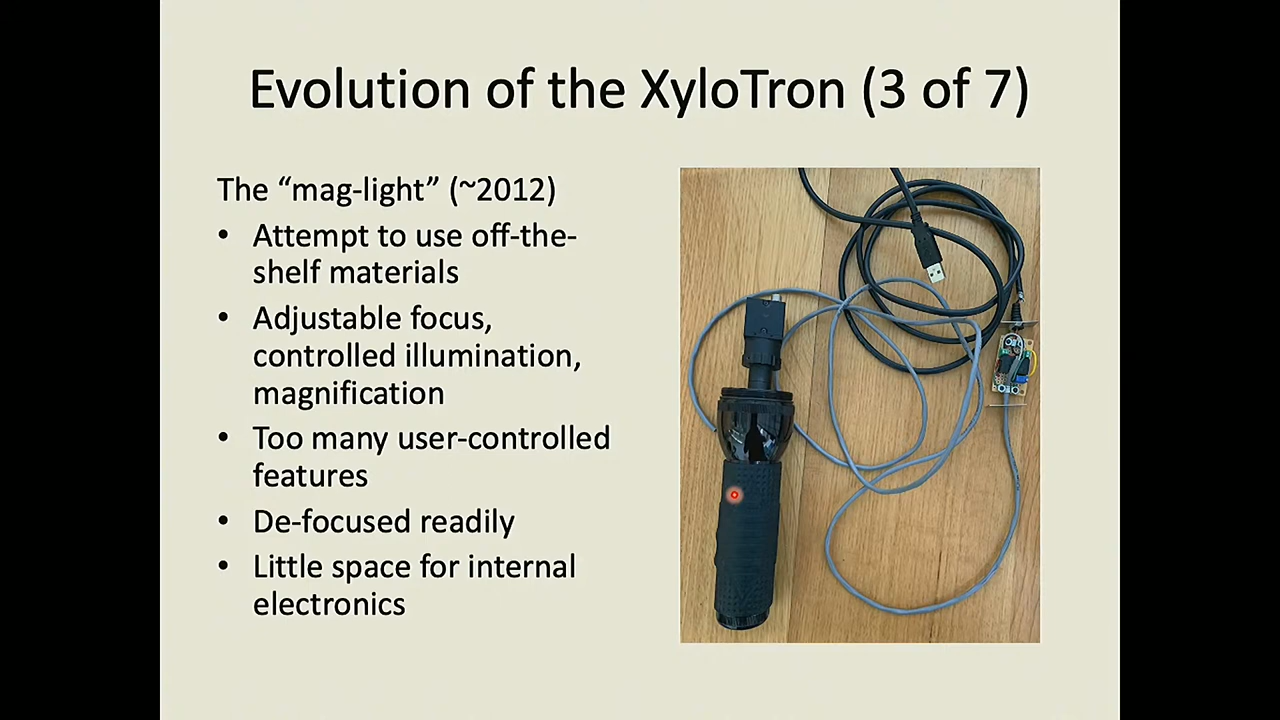 Evolution of the XyloTron (3 of 7)
The “mag-light” (~2012)
• Attempt to use off-the-
shelf materials
• Adjustable focus,
controlled illumination,
magnification
• Too many user-controlled
features
• De-focused readily
• Little space for internal
electronics